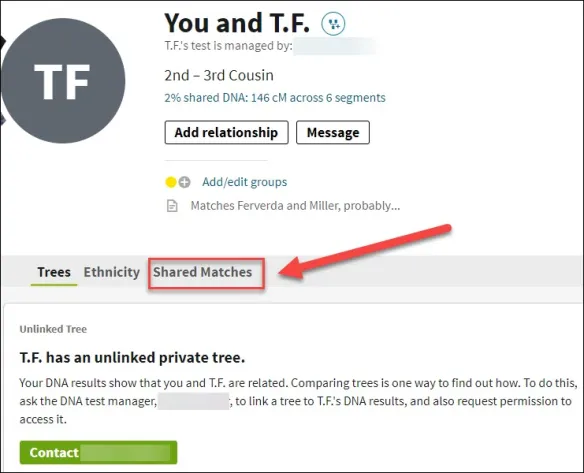 You and T.F.
T.F.'s test is managed by:
TF
2nd – 3rd Cousin
2% shared DNA: 146 cM across 6 segments
Add relationship Message
Add/edit groups
Matches Ferverda and Miller, probably...
Trees Ethnicity Shared Matches
Unlinked Tree
T.F. has an unlinked private tree.
Your DNA results show that you and T.F. are related. Comparing trees is one way to find out how. To do this,
ask the DNA test manager, , to link a tree to T.F.'s DNA results, and also request permission to
access it.
Contact